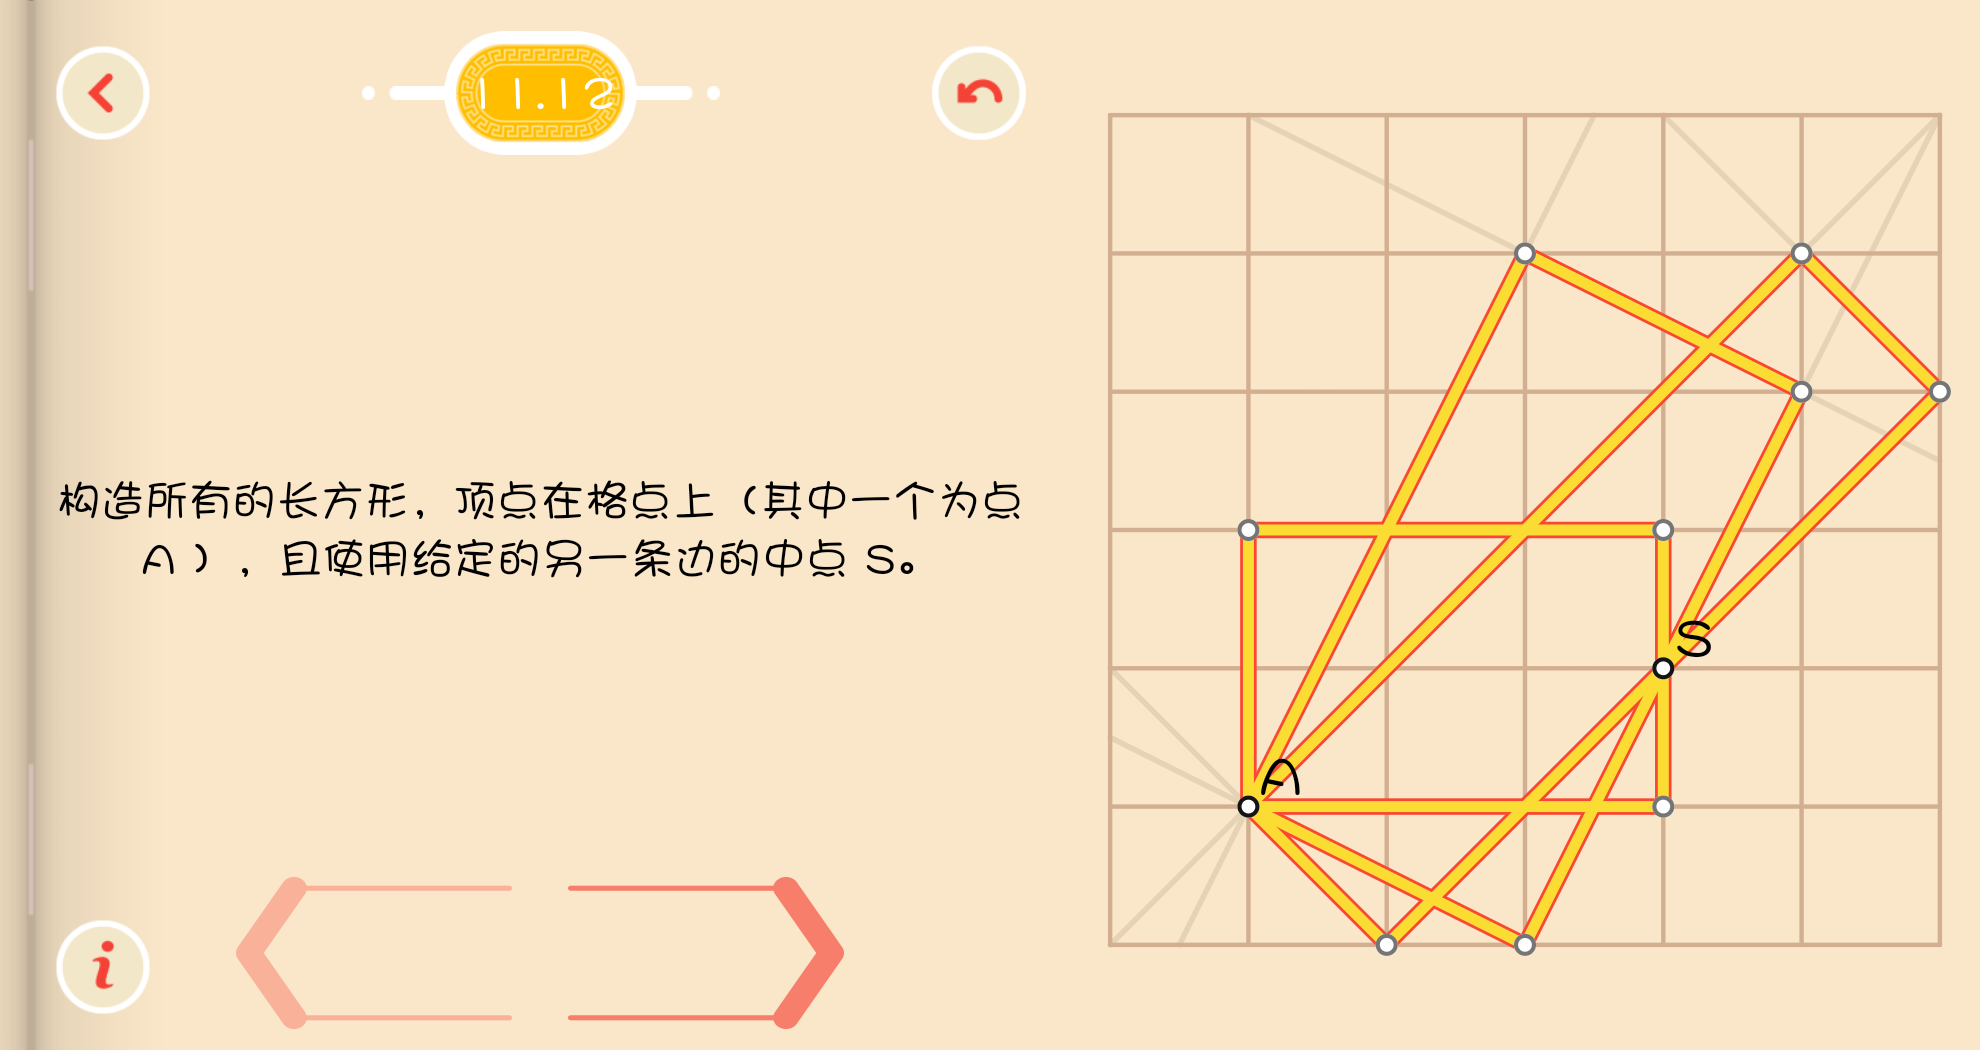 11.12
构造所有的长方形，顶点在格点上（其中一个为点
A），且使用给定的另一条边的中点 S。
S
A
i